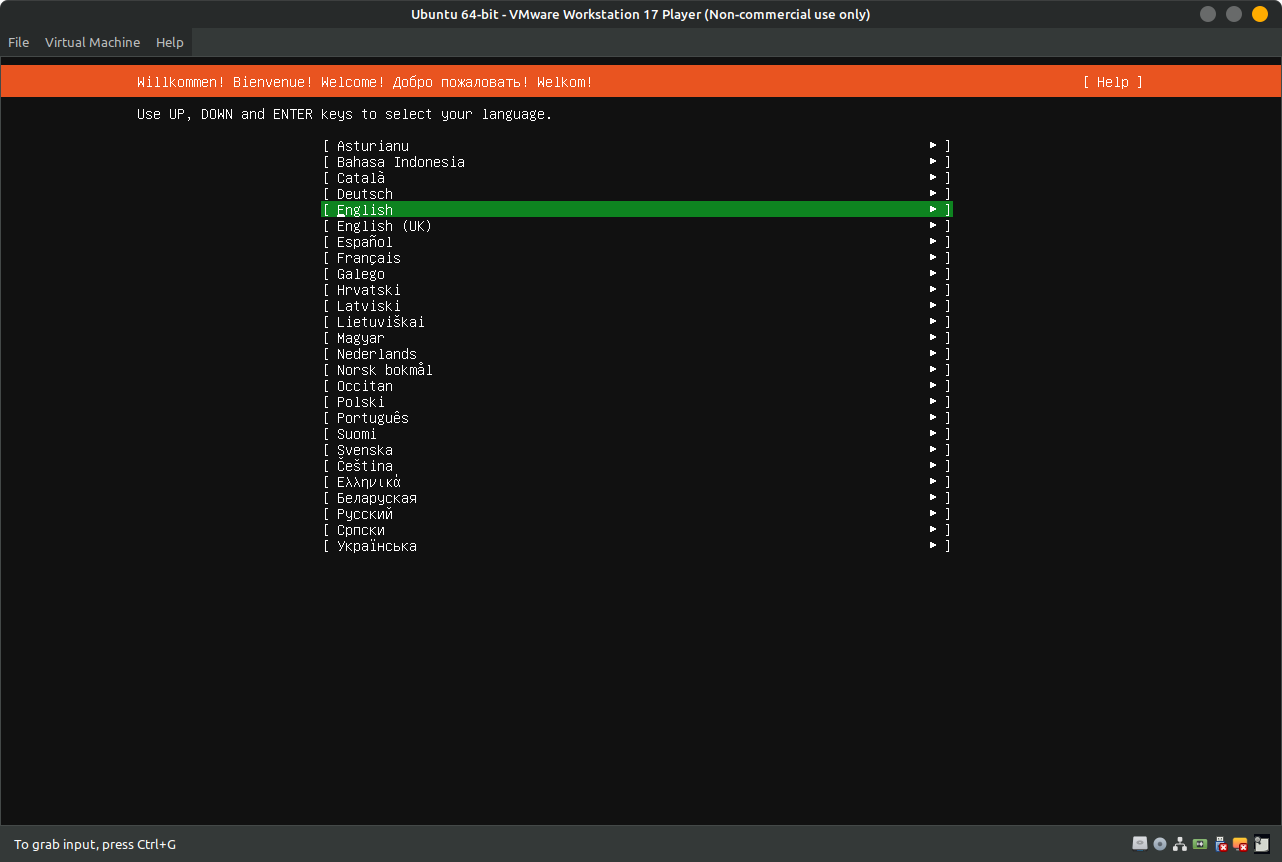 Ubuntu 64-bit - VMware Workstation 17 Player (Non-commercial use only)
File Virtual Machine Help
Willkommen! Bienvenue! Welcome! Добро пожаловать! Welkom! [ Help ]
Use UP, DOWN and ENTER keys to select your language.
[ Asturianu ► ]
[ Bahasa Indonesia ► ]
[ Català ► ]
[ Deutsch ► ]
[ English ► ]
[ English (UK) ► ]
[ Español ► ]
[ Français ► ]
[ Galego ► ]
[ Hrvatski ► ]
[ Latviski ► ]
[ Lietuviškai ► ]
[ Magyar ► ]
[ Nederlands ► ]
[ Norsk bokmål ► ]
[ Occitan ► ]
[ Polski ► ]
[ Português ► ]
[ Suomi ► ]
[ Svenska ► ]
[ Čeština ► ]
[ Ελληνικά ► ]
[ Беларуская ► ]
[ Русский ► ]
[ Српски ► ]
[ Українська ► ]
To grab input, press Ctrl+G